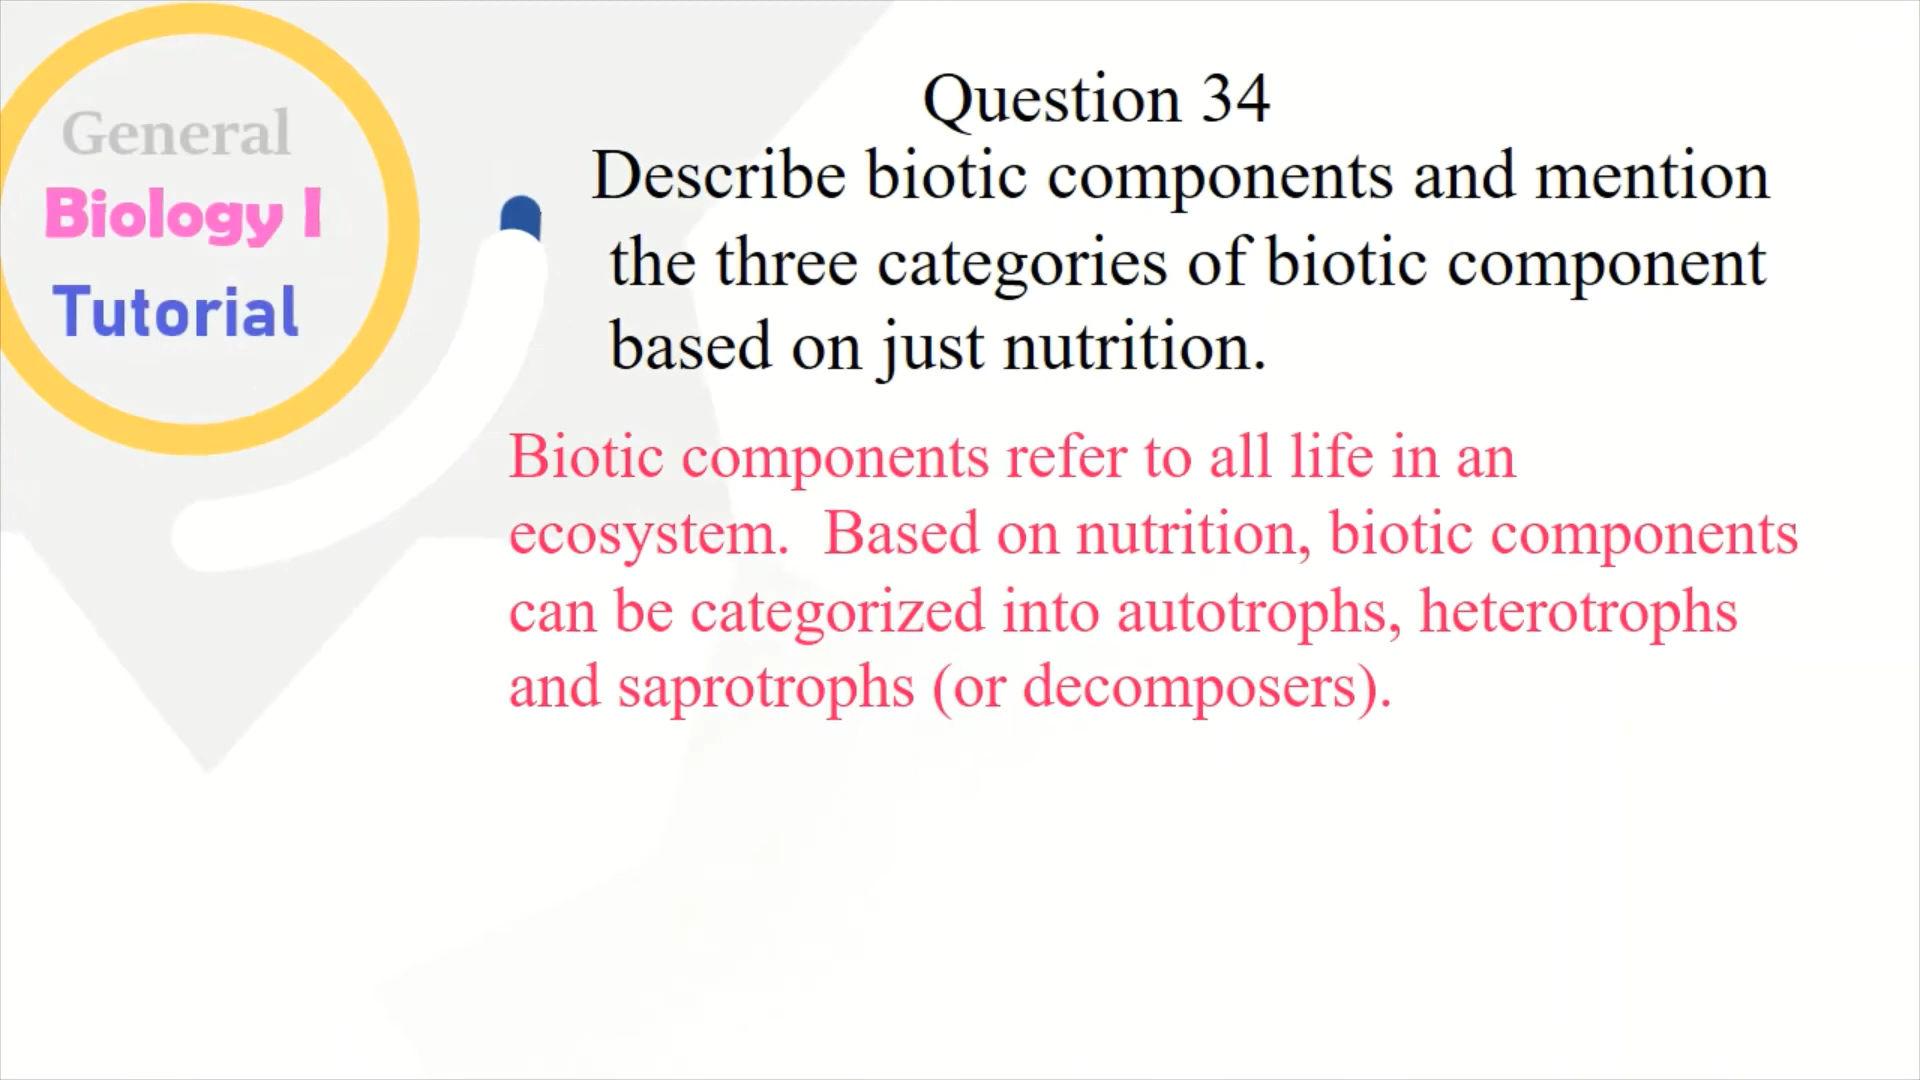 General
Biology I
Tutorial
Question 34
Describe biotic components and mention
the three categories of biotic component
based on just nutrition.
Biotic components refer to all life in an
ecosystem.  Based on nutrition, biotic components
can be categorized into autotrophs, heterotrophs
and saprotrophs (or decomposers).